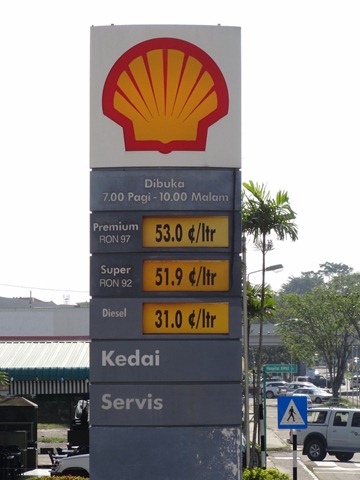 Dibuka
7.00 Pagi - 10.00 Malam
Premium
RON 97
53.0 ¢/ltr
Super
RON 92
51.9 ¢/ltr
Diesel
31.0 ¢/ltr
Kedai
Servis